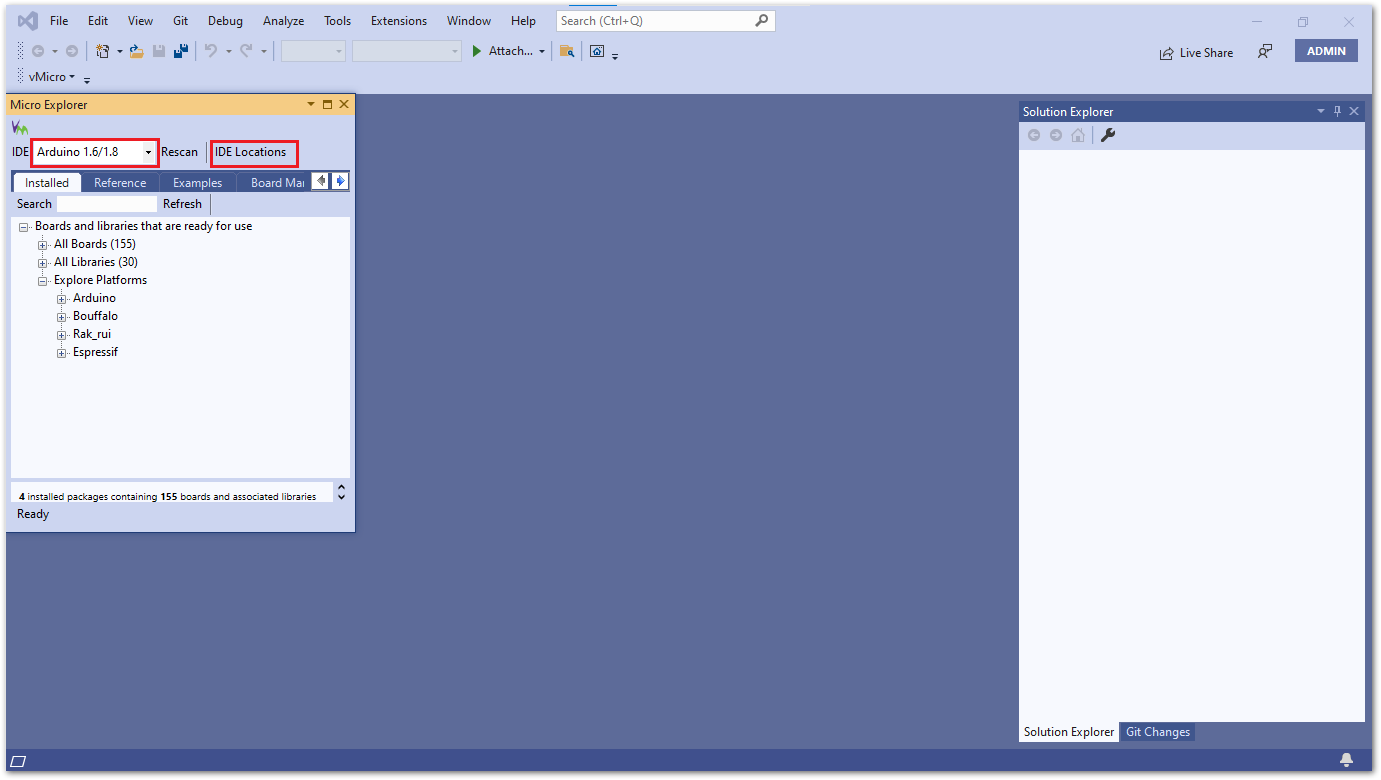 File Edit View Git Debug Analyze Tools Extensions Window Help Search (Ctrl+Q)
Attach... Live Share ADMIN
vMicro
Micro Explorer
IDE Arduino 1.6/1.8 Rescan IDE Locations
Installed Reference Examples Board Mar
Search Refresh
Boards and libraries that are ready for use
All Boards (155)
All Libraries (30)
Explore Platforms
Arduino
Bouffalo
Rak_rui
Espressif
4 installed packages containing 155 boards and associated libraries
Ready
Solution Explorer
Solution Explorer Git Changes